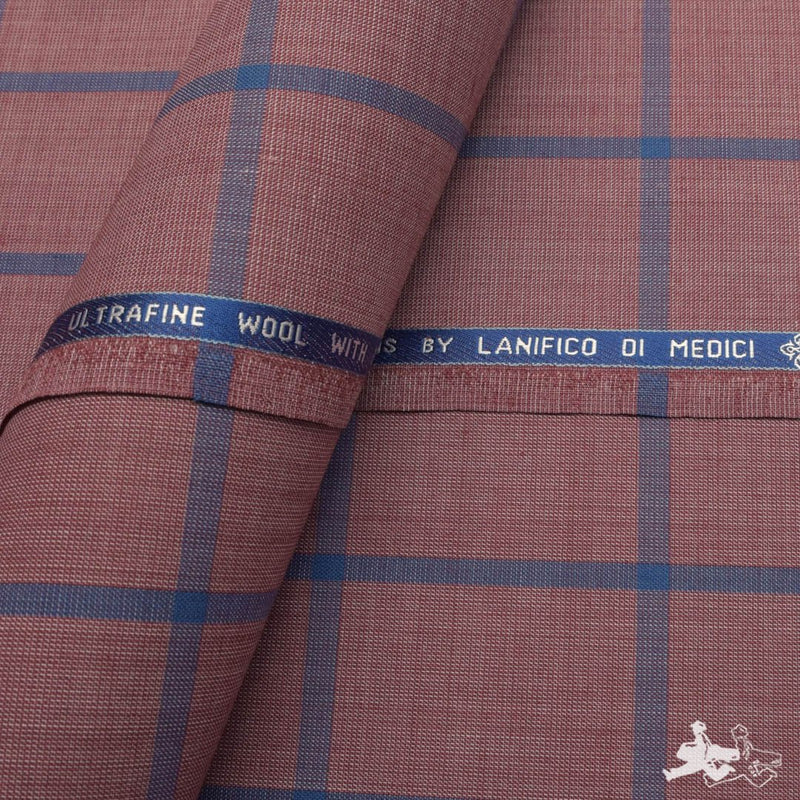 ULTRAFINE WOOL WITH
BY LANIFICO DI MEDICI